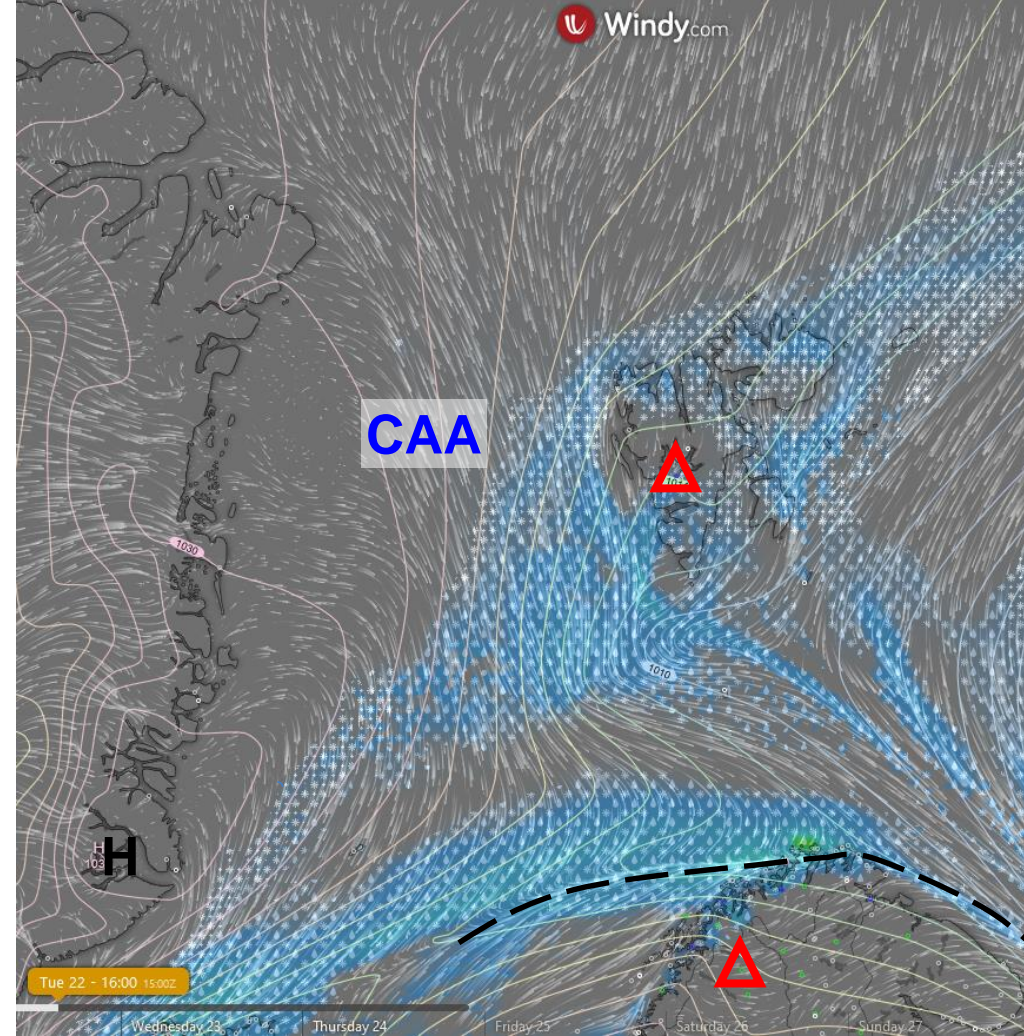 Windy.com
CAA
1030
1010
H
H
Tue 22 - 16:00 15:00Z
Wednesday 23
Thursday 24
Friday 25
Saturday 26
Sunday 27